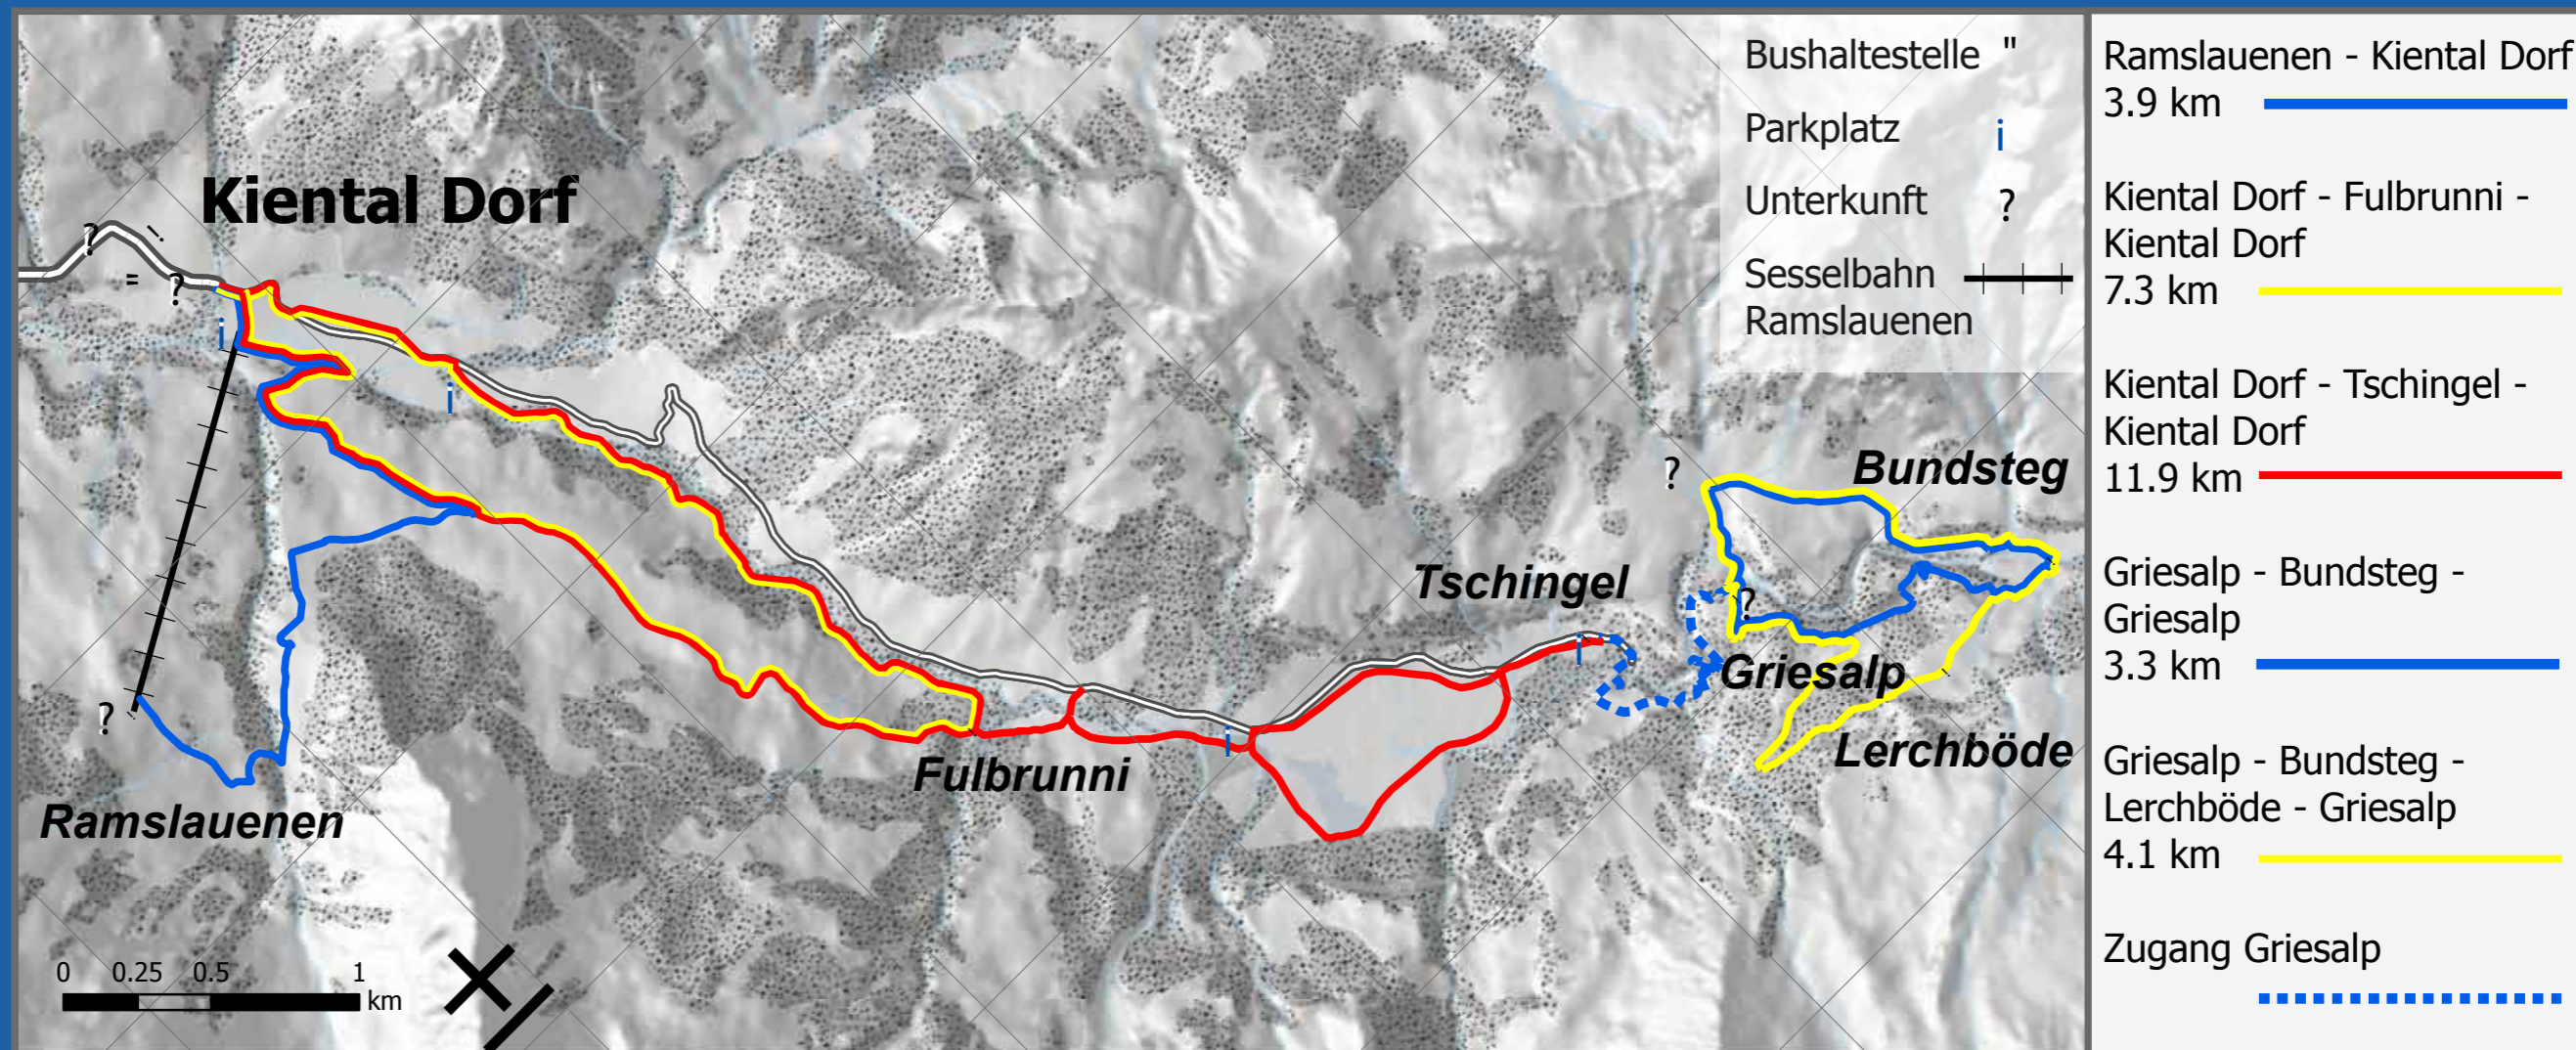 Bushaltestelle "
Parkplatz i
Unterkunft ?
Sesselbahn
Ramslauenen
Kiental Dorf
?
=
?
i
i
?
Bundsteg
Tschingel
?
i
Griesalp
Lerchböde
i
Fulbrunni
?
Ramslauenen
0 0.25 0.5 1
km
Ramslauenen - Kiental Dorf
3.9 km
Kiental Dorf - Fulbrunni -
Kiental Dorf
7.3 km
Kiental Dorf - Tschingel -
Kiental Dorf
11.9 km
Griesalp - Bundsteg -
Griesalp
3.3 km
Griesalp - Bundsteg -
Lerchböde - Griesalp
4.1 km
Zugang Griesalp